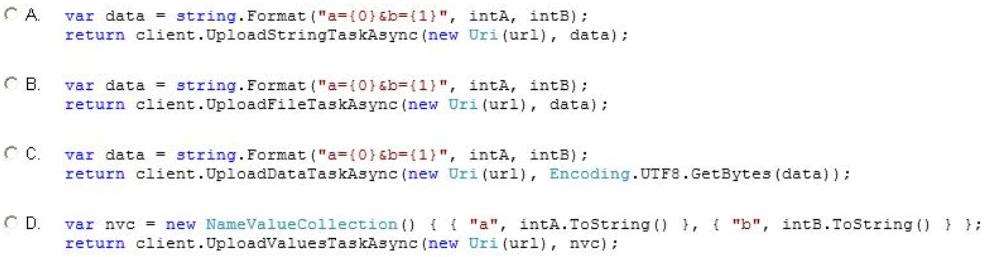 A. var data = string.Format("a={0}&b={1}", intA, intB);
return client.UploadStringTaskAsync(new Uri(url), data);
B. var data = string.Format("a={0}&b={1}", intA, intB);
return client.UploadFileTaskAsync(new Uri(url), data);
C. var data = string.Format("a={0}&b={1}", intA, intB);
return client.UploadDataTaskAsync(new Uri(url), Encoding.UTF8.GetBytes(data));
D. var nvc = new NameValueCollection() { { "a", intA.ToString() }, { "b", intB.ToString() } };
return client.UploadValuesTaskAsync(new Uri(url), nvc);